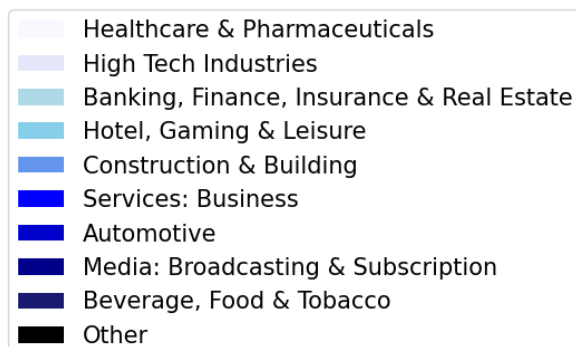 Healthcare & Pharmaceuticals
High Tech Industries
Banking, Finance, Insurance & Real Estate
Hotel, Gaming & Leisure
Construction & Building
Services: Business
Automotive
Media: Broadcasting & Subscription
Beverage, Food & Tobacco
Other